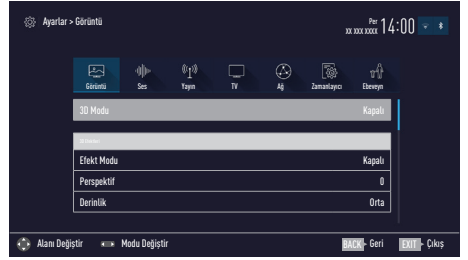 Ayarlar > Görüntü
Per
xx xxx xxxx 14:00
Görüntü Ses Yayın TV Ağ Zamanlayıcı Ebeveyn
3D Modu Kapalı
Efekt Modu Kapalı
Perspektif 0
Derinlik Orta
Alanı Değiştir Modu Değiştir BACK Geri EXIT Çıkış